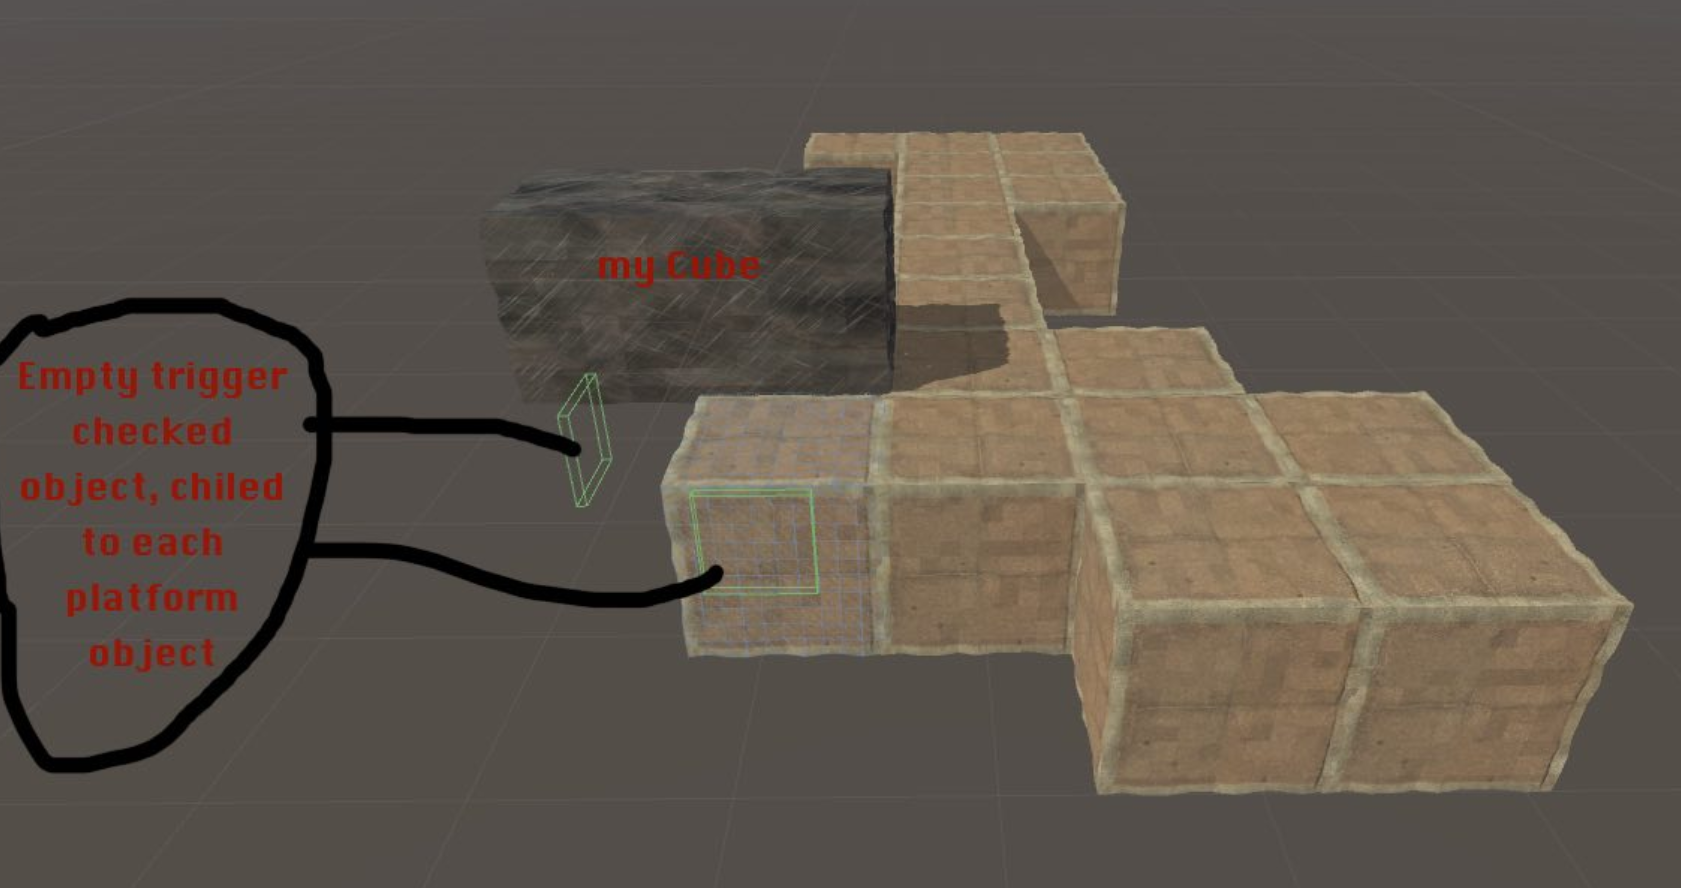 my Cube
Empty trigger
checked
object, chiled
to each
platform
object